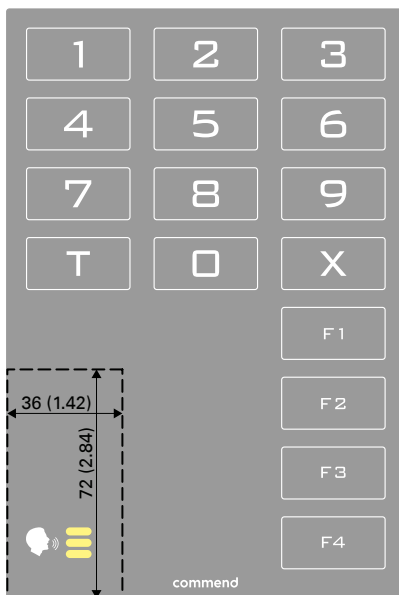 1 2 3
4 5 6
7 8 9
T 0 X
F1
36 (1.42)
F2
72 (2.84)
F3
F4
commend